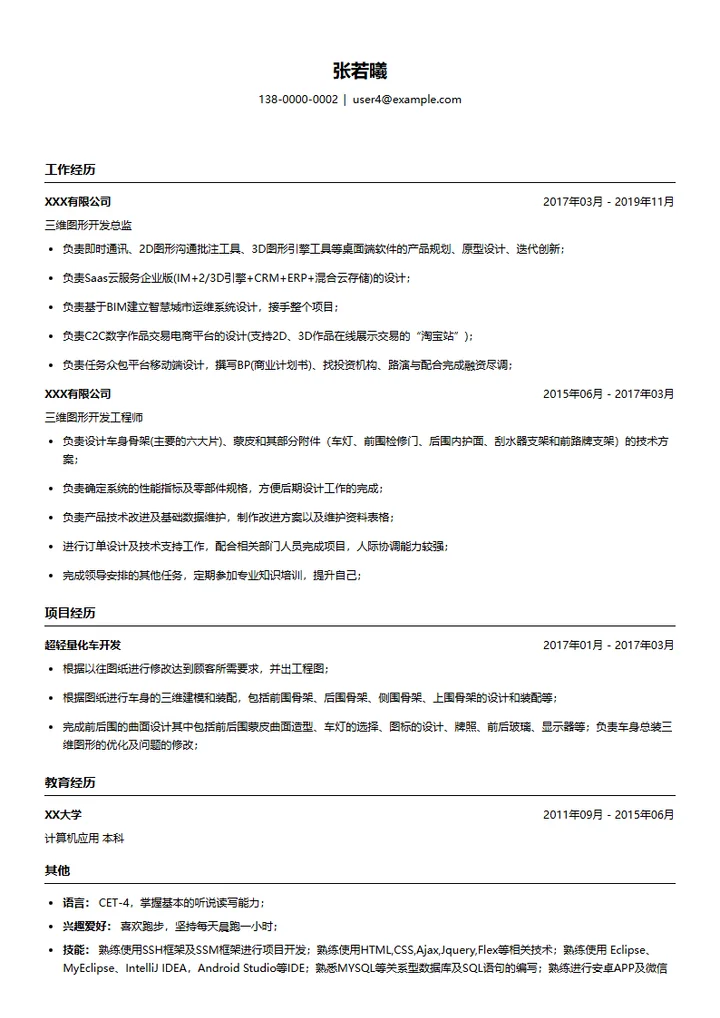 张若曦
138-0000-0002 | user4@example.com
工作经历
XXX有限公司 2017年03月 - 2019年11月
三维图形开发总监
• 负责即时通讯、2D图形沟通批注工具、3D图形引擎工具等桌面端软件的产品规划、原型设计、迭代创新；
• 负责Saas云服务企业版(IM+2/3D引擎+CRM+ERP+混合云存储)的设计；
• 负责基于BIM建立智慧城市运维系统设计，接手整个项目；
• 负责C2C数字作品交易电商平台的设计(支持2D、3D作品在线展示交易的“淘宝站”)；
• 负责任务众包平台移动端设计，撰写BP(商业计划书)、找投资机构、路演与配合完成融资尽调；
XXX有限公司 2015年06月 - 2017年03月
三维图形开发工程师
• 负责设计车身骨架(主要的六大片)、蒙皮和其部分附件（车灯、前围检修门、后围内护面、刮水器支架和前路牌支架）的技术方
案；
• 负责确定系统的性能指标及零部件规格，方便后期设计工作的完成；
• 负责产品技术改进及基础数据维护，制作改进方案以及维护资料表格；
• 进行订单设计及技术支持工作，配合相关部门人员完成项目，人际协调能力较强；
• 完成领导安排的其他任务，定期参加专业知识培训，提升自己；
项目经历
超轻量化车开发 2017年01月 - 2017年03月
• 根据以往图纸进行修改达到顾客所需要求，并出工程图；
• 根据图纸进行车身的三维建模和装配，包括前围骨架、后围骨架、侧围骨架、上围骨架的设计和装配等；
• 完成前后围的曲面设计其中包括前后围蒙皮曲面造型、车灯的选择、图标的设计、牌照、前后玻璃、显示器等；负责车身总装三
维图形的优化及问题的修改；
教育经历
XX大学 2011年09月 - 2015年06月
计算机应用 本科
其他
• 语言： CET-4，掌握基本的听说读写能力；
• 兴趣爱好： 喜欢跑步，坚持每天晨跑一小时；
• 技能： 熟练使用SSH框架及SSM框架进行项目开发；熟练使用HTML,CSS,Ajax,Jquery,Flex等相关技术；熟练使用 Eclipse、
MyEclipse、IntelliJ IDEA，Android Studio等IDE；熟悉MYSQL等关系型数据库及SQL语句的编写；熟练进行安卓APP及微信